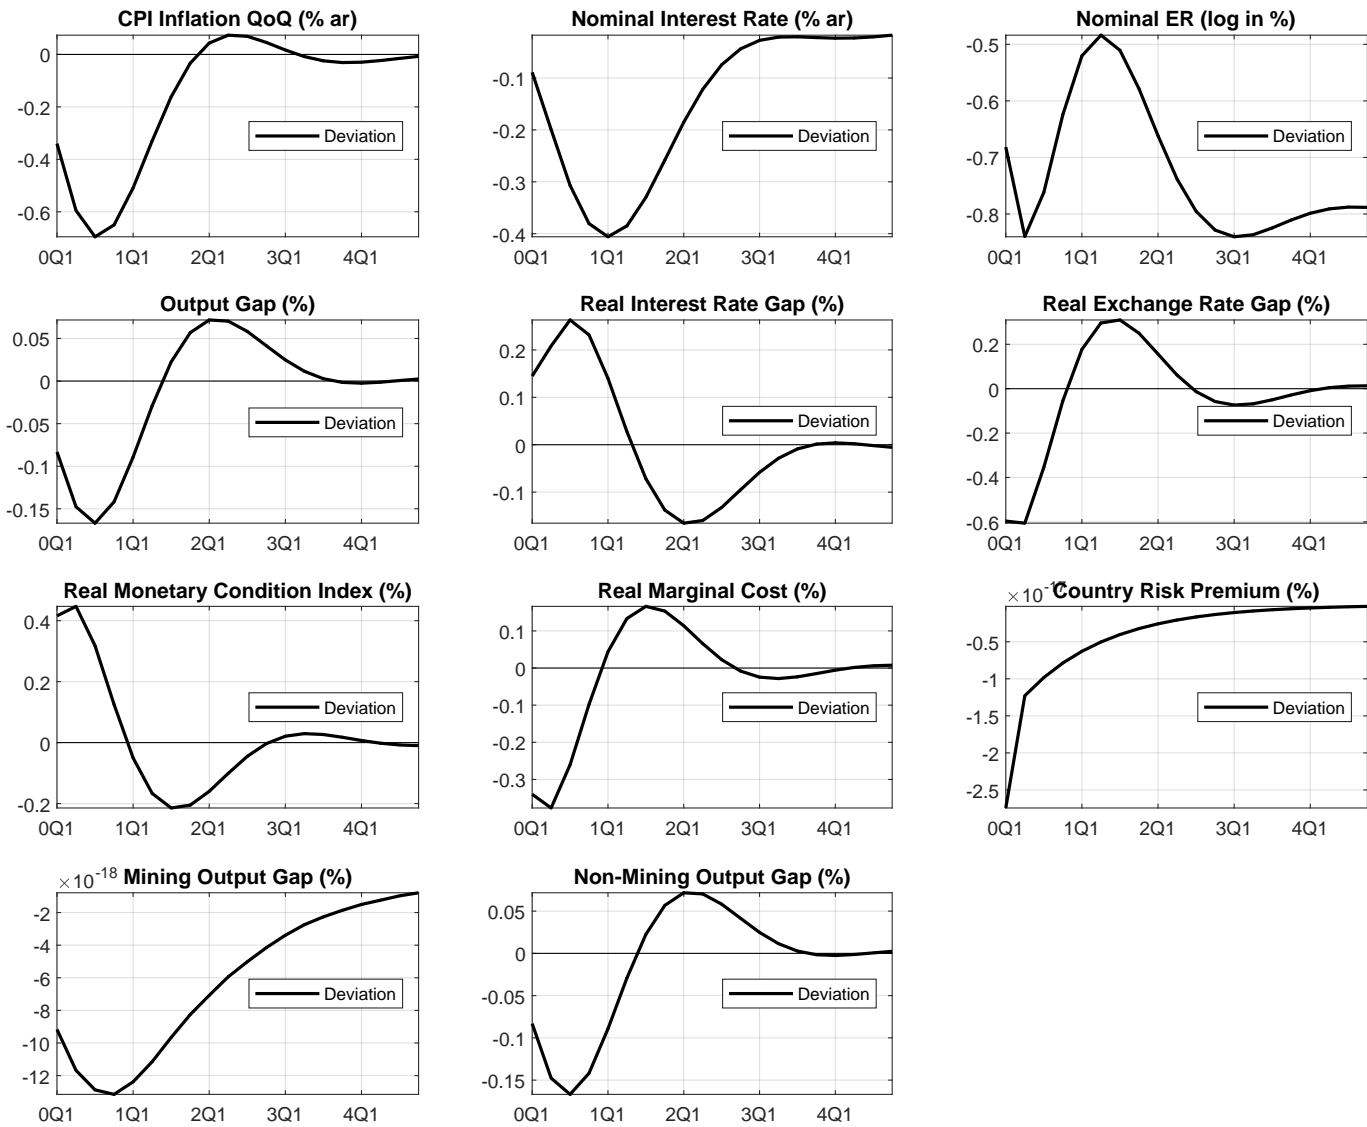 CPI Inflation QoQ (% ar)
0
-0.2
-0.4
-0.6
Deviation
0Q1 1Q1 2Q1 3Q1 4Q1
Nominal Interest Rate (% ar)
-0.1
-0.2
-0.3
-0.4
Deviation
0Q1 1Q1 2Q1 3Q1 4Q1
Nominal ER (log in %)
-0.5
-0.6
-0.7
-0.8
Deviation
0Q1 1Q1 2Q1 3Q1 4Q1
Output Gap (%)
0.05
0
-0.05
-0.1
-0.15
Deviation
0Q1 1Q1 2Q1 3Q1 4Q1
Real Interest Rate Gap (%)
0.2
0.1
0
-0.1
Deviation
0Q1 1Q1 2Q1 3Q1 4Q1
Real Exchange Rate Gap (%)
0.2
0
-0.2
-0.4
-0.6
Deviation
0Q1 1Q1 2Q1 3Q1 4Q1
Real Monetary Condition Index (%)
0.4
0.2
0
-0.2
Deviation
0Q1 1Q1 2Q1 3Q1 4Q1
Real Marginal Cost (%)
0.1
0
-0.1
-0.2
-0.3
Deviation
0Q1 1Q1 2Q1 3Q1 4Q1
Country Risk Premium (%)
-0.5
-1
-1.5
-2
-2.5
Deviation
0Q1 1Q1 2Q1 3Q1 4Q1
×10^-18 Mining Output Gap (%)
-2
-4
-6
-8
-10
-12
Deviation
0Q1 1Q1 2Q1 3Q1 4Q1
Non-Mining Output Gap (%)
0.05
0
-0.05
-0.1
-0.15
Deviation
0Q1 1Q1 2Q1 3Q1 4Q1